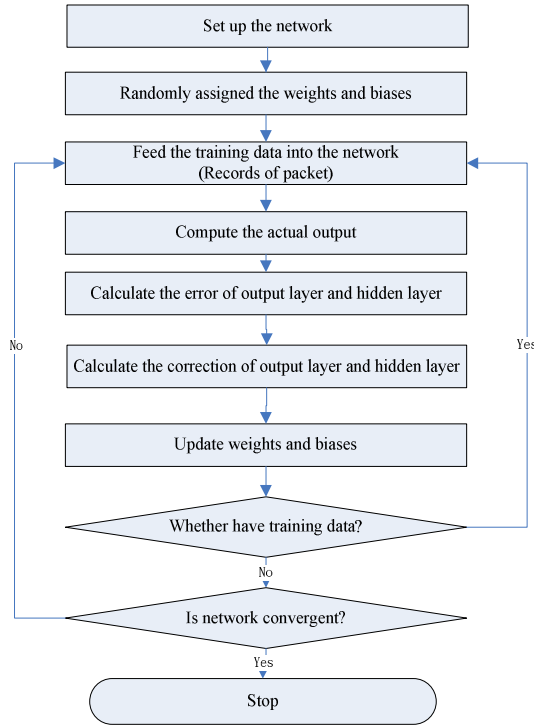 Set up the network
Randomly assigned the weights and biases
Feed the training data into the network
(Records of packet)
Compute the actual output
Calculate the error of output layer and hidden layer
No
Yes
Calculate the correction of output layer and hidden layer
Update weights and biases
Whether have training data?
No
Is network convergent?
Yes
Stop